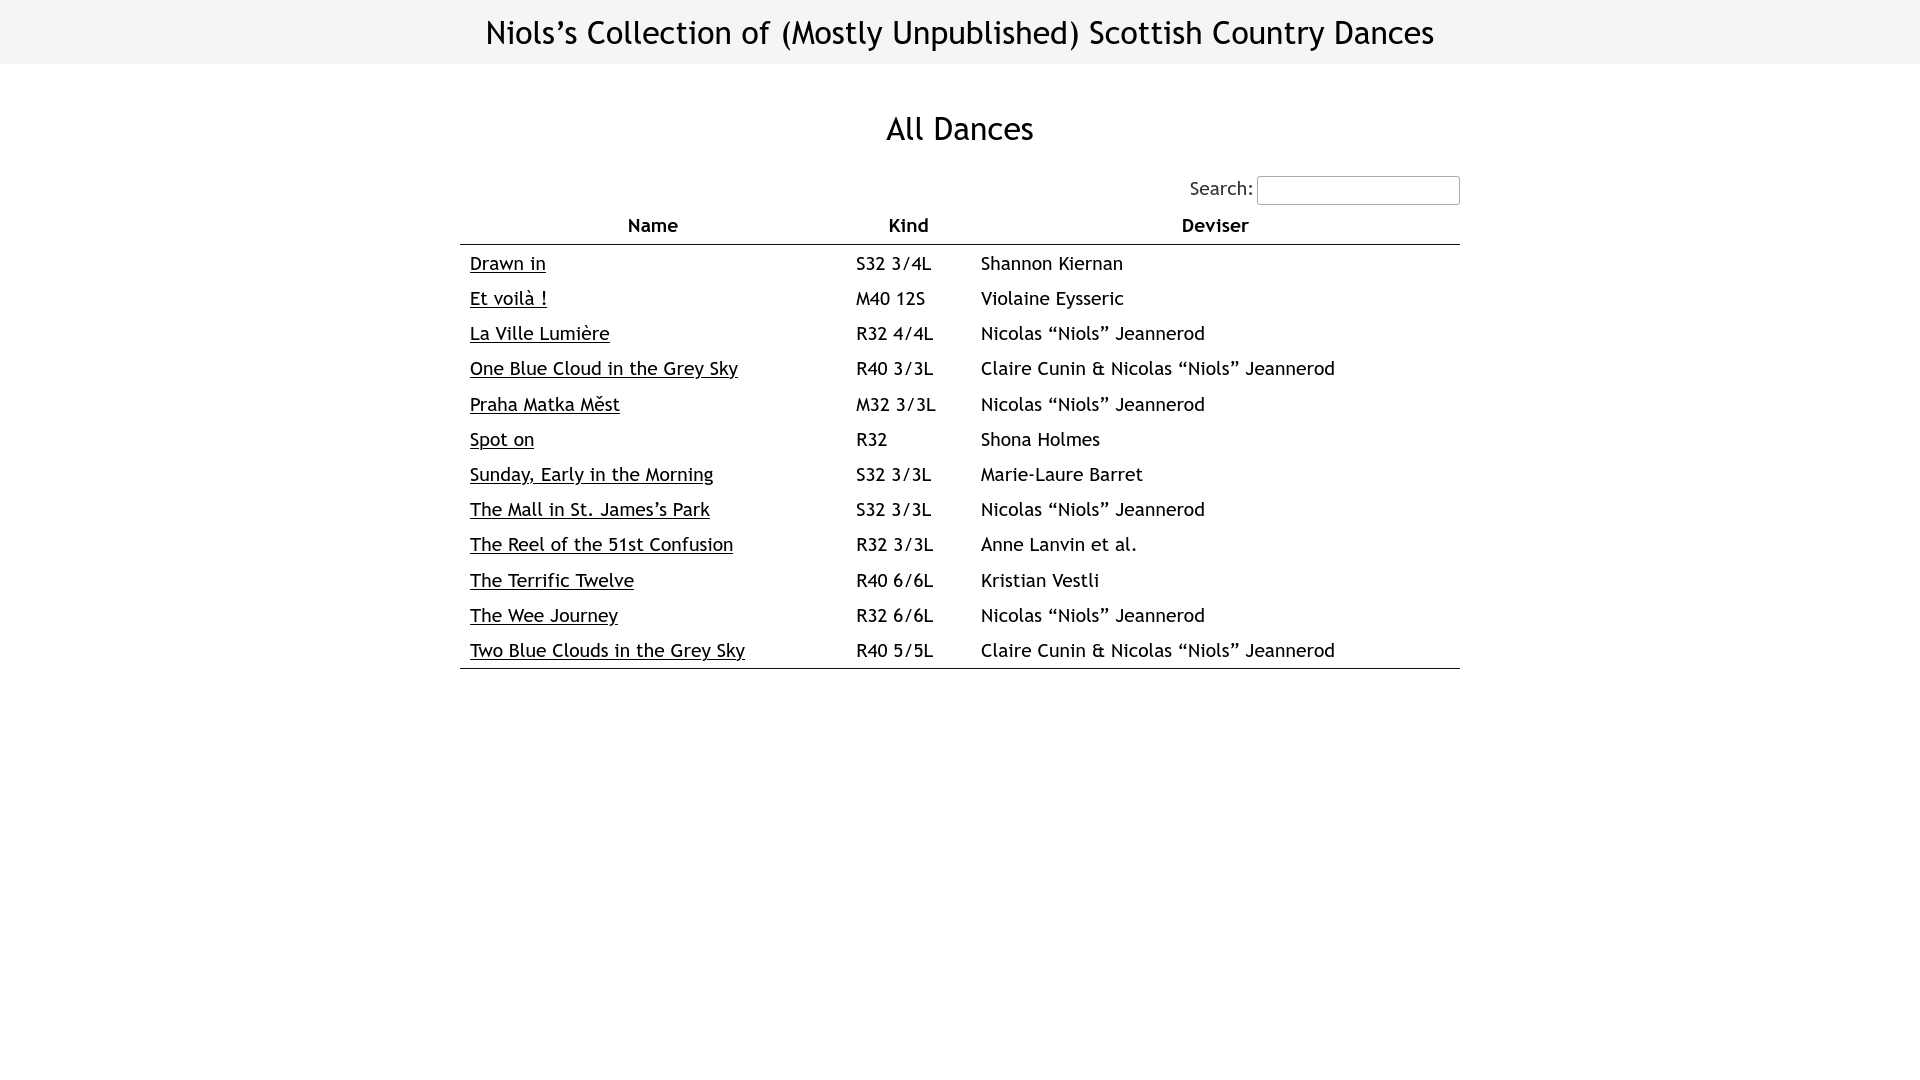 Niols’s Collection of (Mostly Unpublished) Scottish Country Dances
All Dances
Search:
Name Kind Deviser
Drawn in S32 3/4L Shannon Kiernan
Et voilà ! M40 12S Violaine Eysseric
La Ville Lumière R32 4/4L Nicolas “Niols” Jeannerod
One Blue Cloud in the Grey Sky R40 3/3L Claire Cunin & Nicolas “Niols” Jeannerod
Praha Matka Měst M32 3/3L Nicolas “Niols” Jeannerod
Spot on R32 Shona Holmes
Sunday, Early in the Morning S32 3/3L Marie-Laure Barret
The Mall in St. James’s Park S32 3/3L Nicolas “Niols” Jeannerod
The Reel of the 51st Confusion R32 3/3L Anne Lanvin et al.
The Terrific Twelve R40 6/6L Kristian Vestli
The Wee Journey R32 6/6L Nicolas “Niols” Jeannerod
Two Blue Clouds in the Grey Sky R40 5/5L Claire Cunin & Nicolas “Niols” Jeannerod